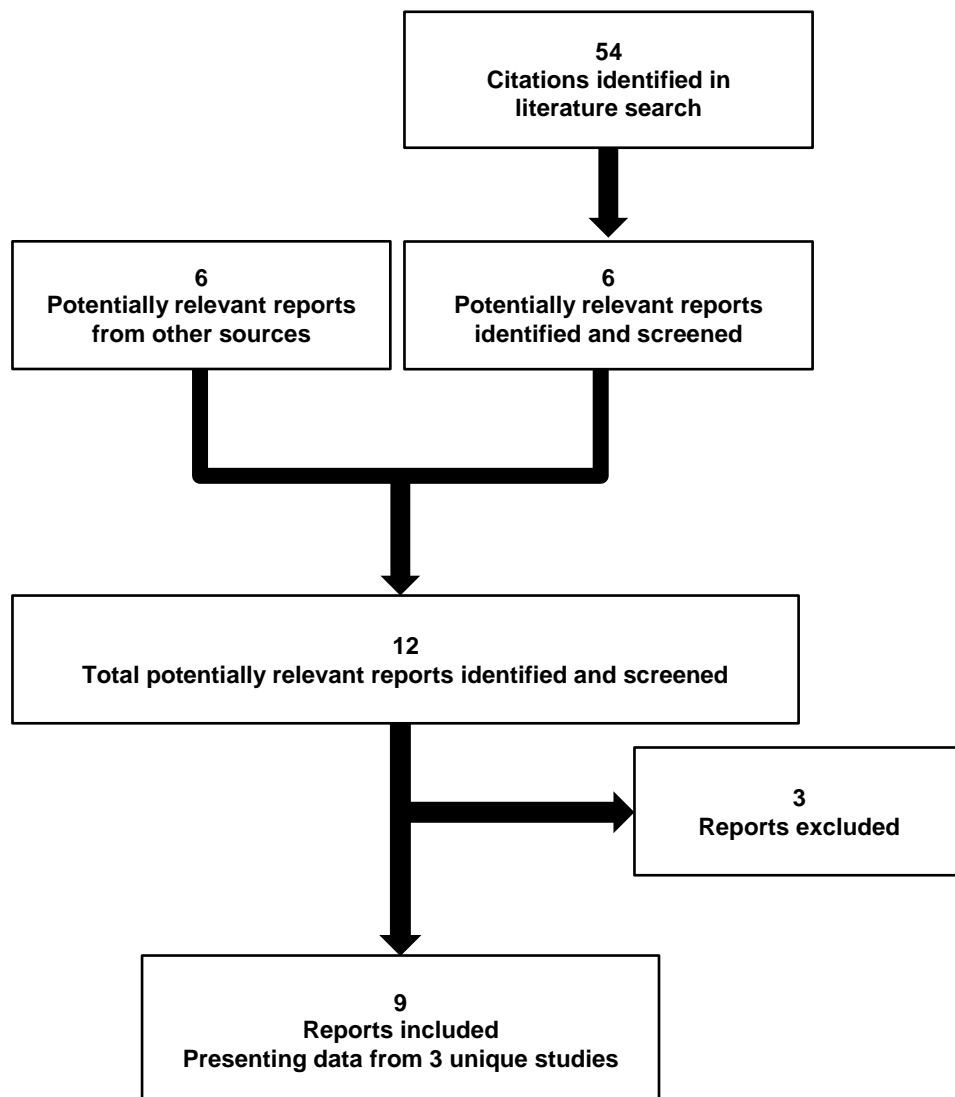 54
Citations identified in
literature search
6
Potentially relevant reports
from other sources
6
Potentially relevant reports
identified and screened
12
Total potentially relevant reports identified and screened
3
Reports excluded
9
Reports included
Presenting data from 3 unique studies